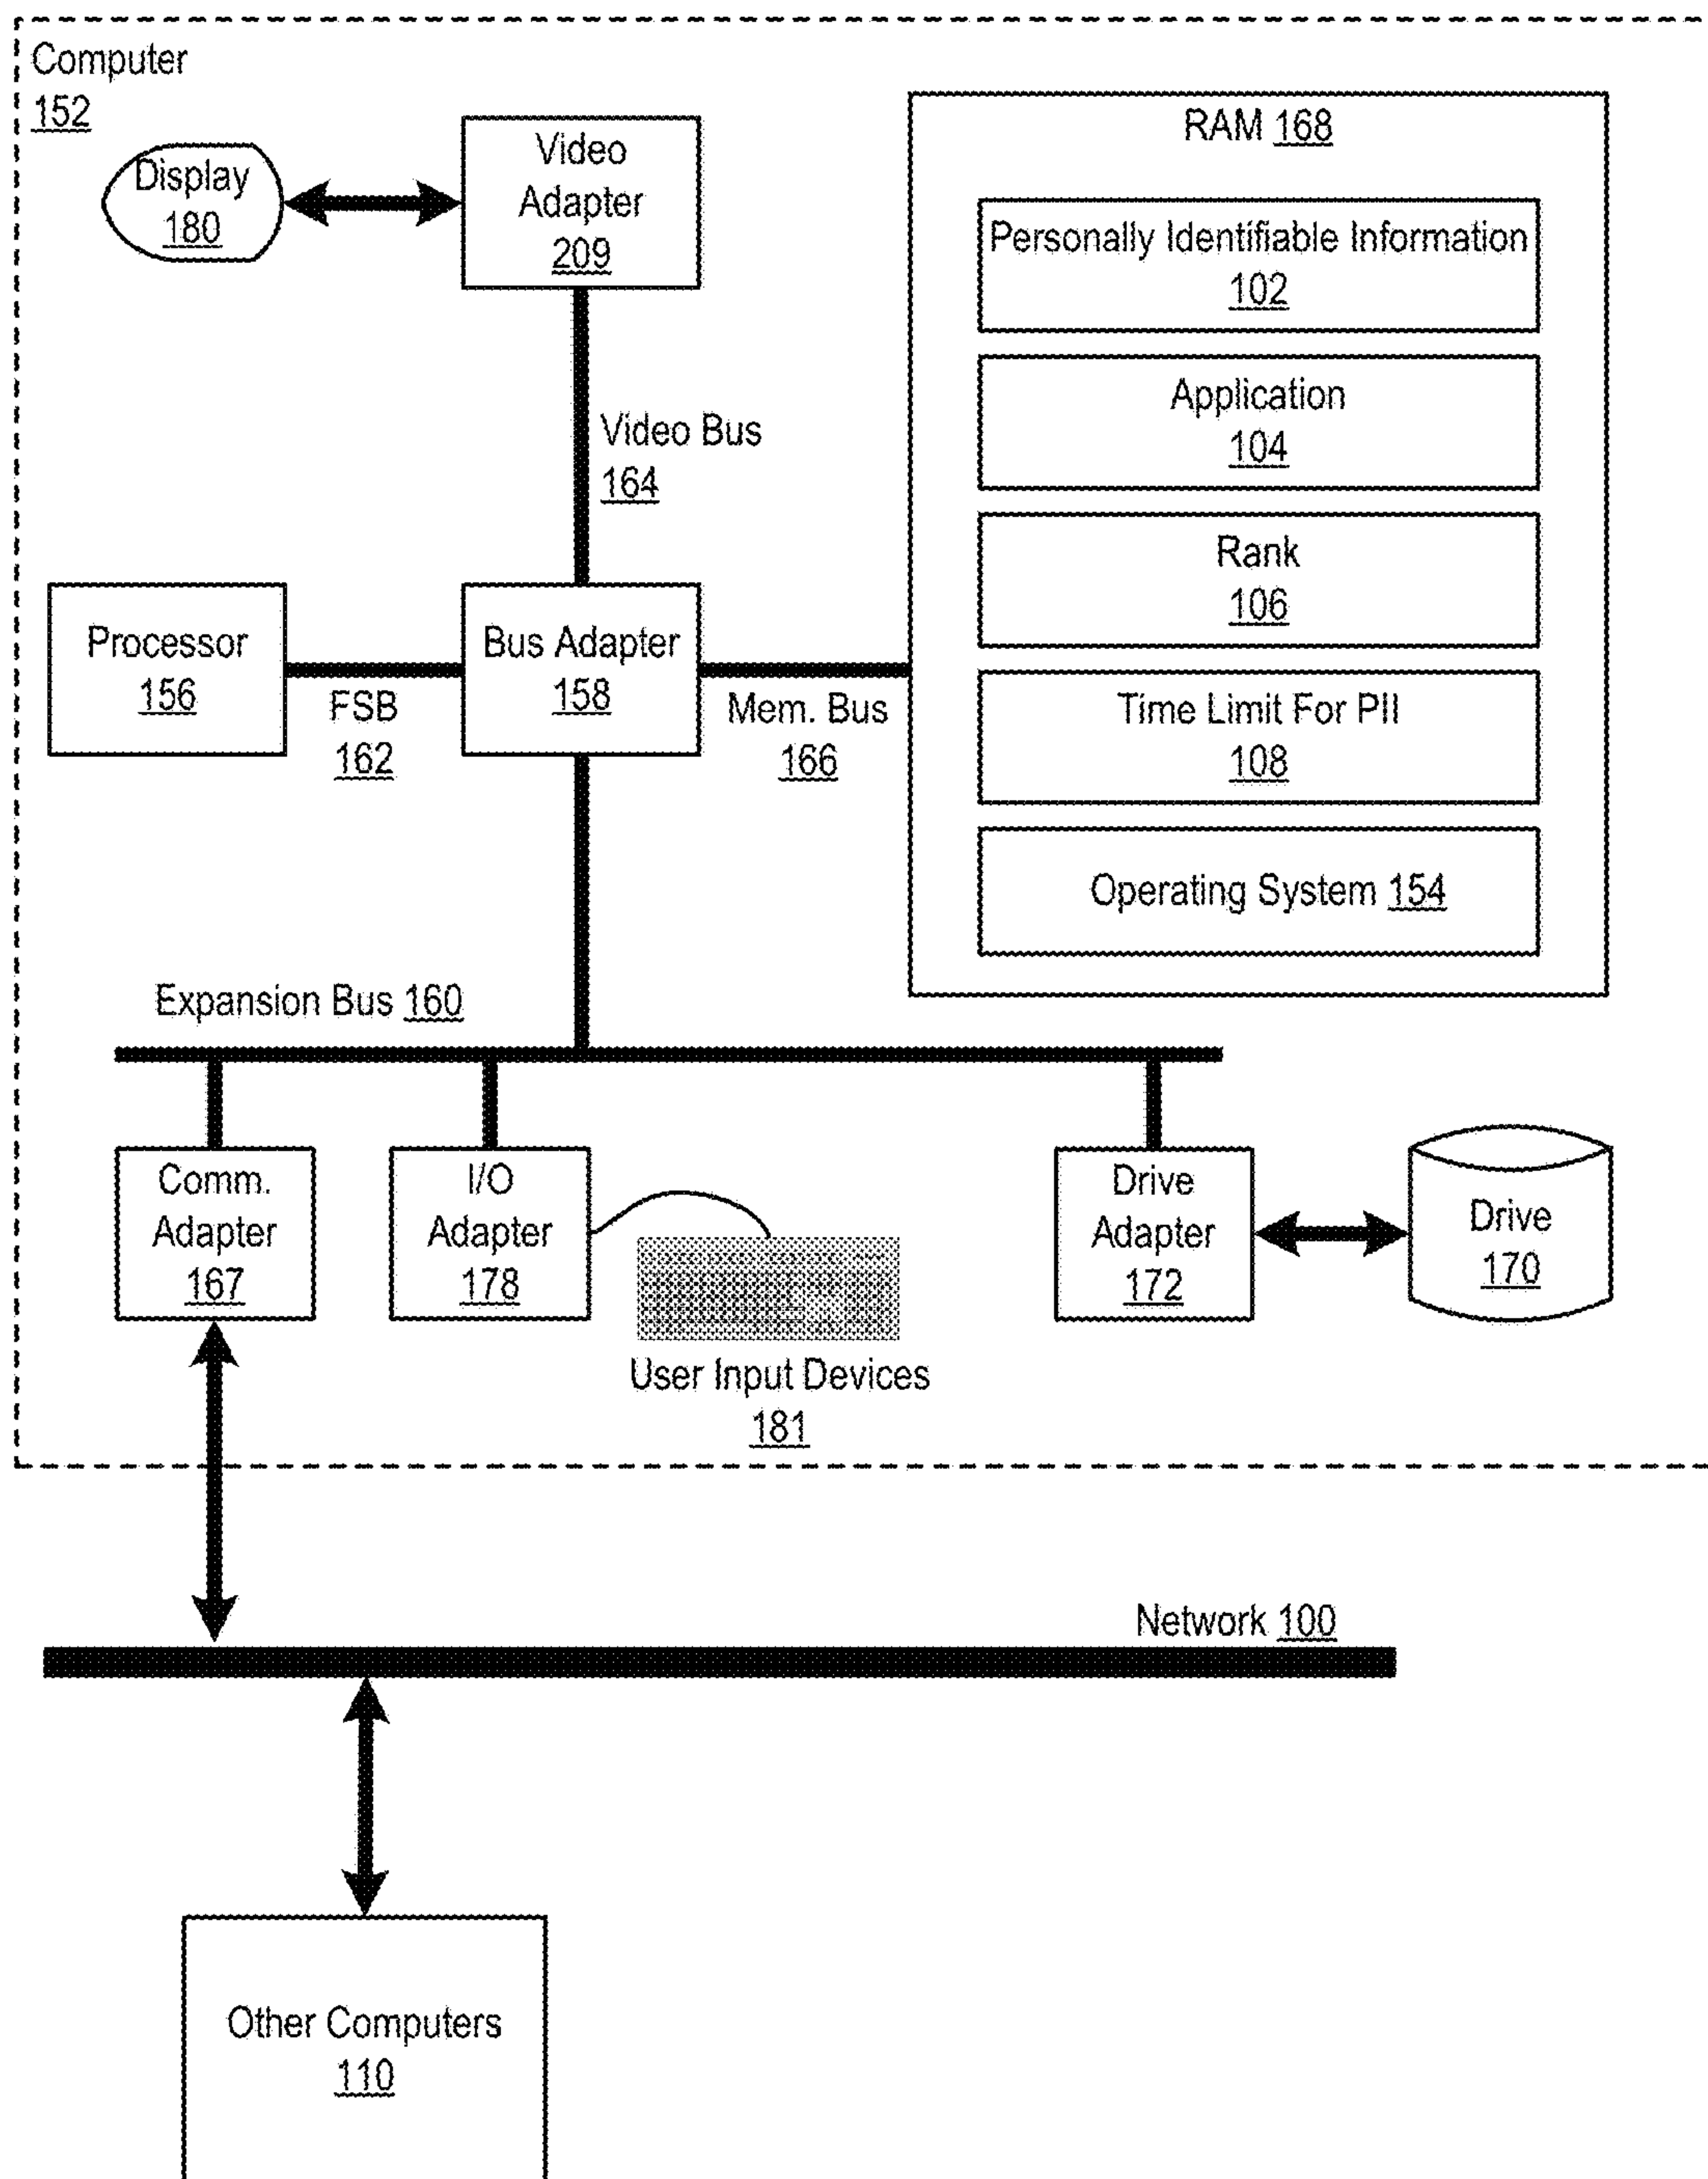 Computer
152
Display
180
Video
Adapter
209
RAM 168
Personally Identifiable Information
102
Application
104
Rank
106
Time Limit For PII
108
Operating System 154
Video Bus
164
Processor
156
FSB
162
Bus Adapter
158
Mem. Bus
166
Expansion Bus 160
Comm.
Adapter
167
I/O
Adapter
178
User Input Devices
181
Drive
Adapter
172
Drive
170
Network 100
Other Computers
110